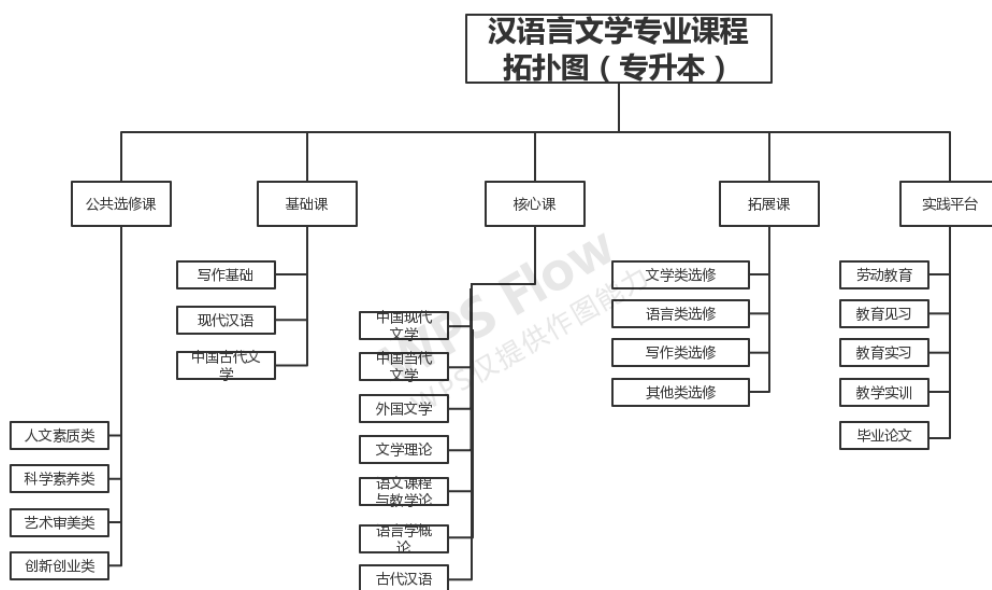 汉语言文学专业课程
拓扑图（专升本）
公共选修课
基础课
核心课
拓展课
实践平台
人文素质类
科学素养类
艺术审美类
创新创业类
写作基础
现代汉语
中国古代文
学
中国现代
文学
中国当代
文学
外国文学
文学理论
语文课程
与教学论
语言学概
论
古代汉语
文学类选修
语言类选修
写作类选修
其他类选修
劳动教育
教育见习
教育实习
教学实训
毕业论文
WPS Flow
WPS仅提供作图能力